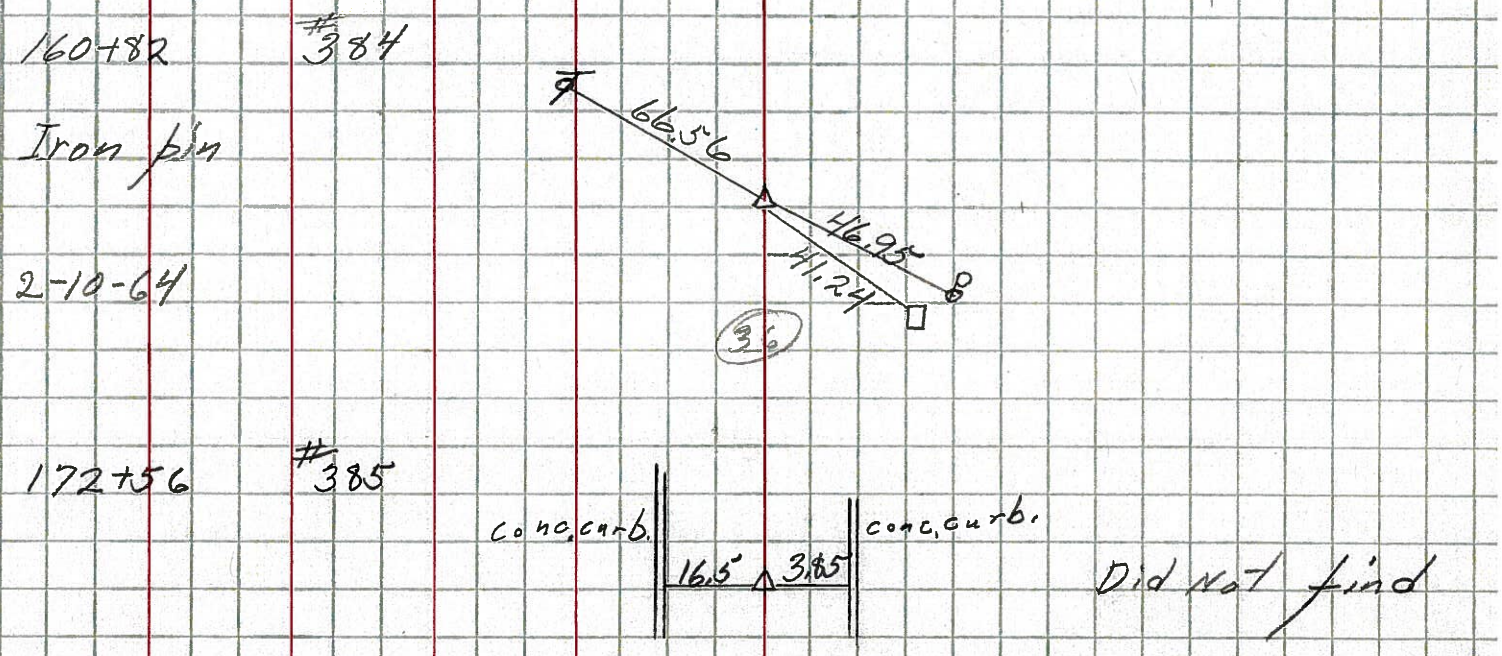 160+82 #384
66.56
Iron pin
46.95
41.24
2-10-64
36
172+56 #385
conc. curb. conc. curb.
16.5 3.85
Did Not find